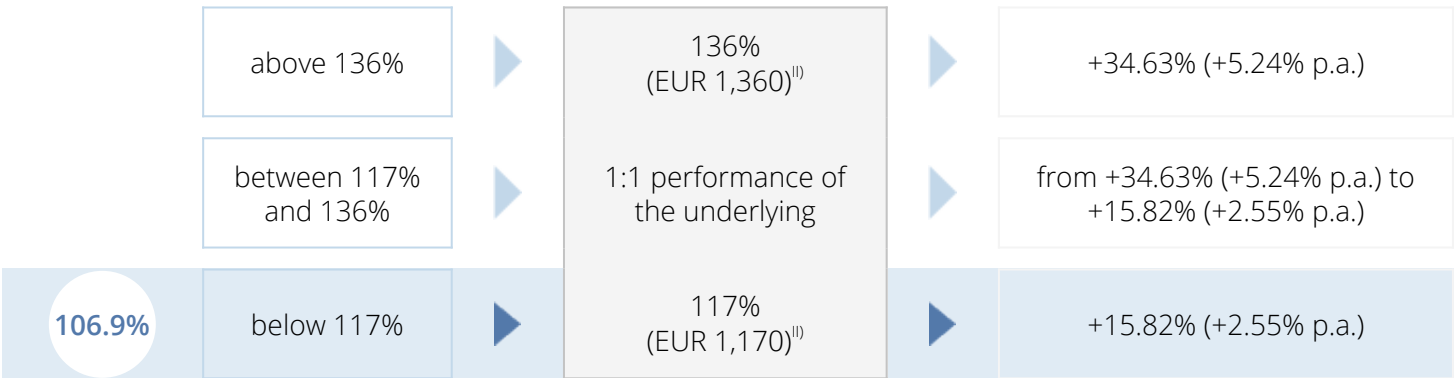 above 136%
136%
(EUR 1,360)II)
+34.63% (+5.24% p.a.)
between 117%
and 136%
1:1 performance of
the underlying
from +34.63% (+5.24% p.a.) to
+15.82% (+2.55% p.a.)
106.9%
below 117%
117%
(EUR 1,170)II)
+15.82% (+2.55% p.a.)